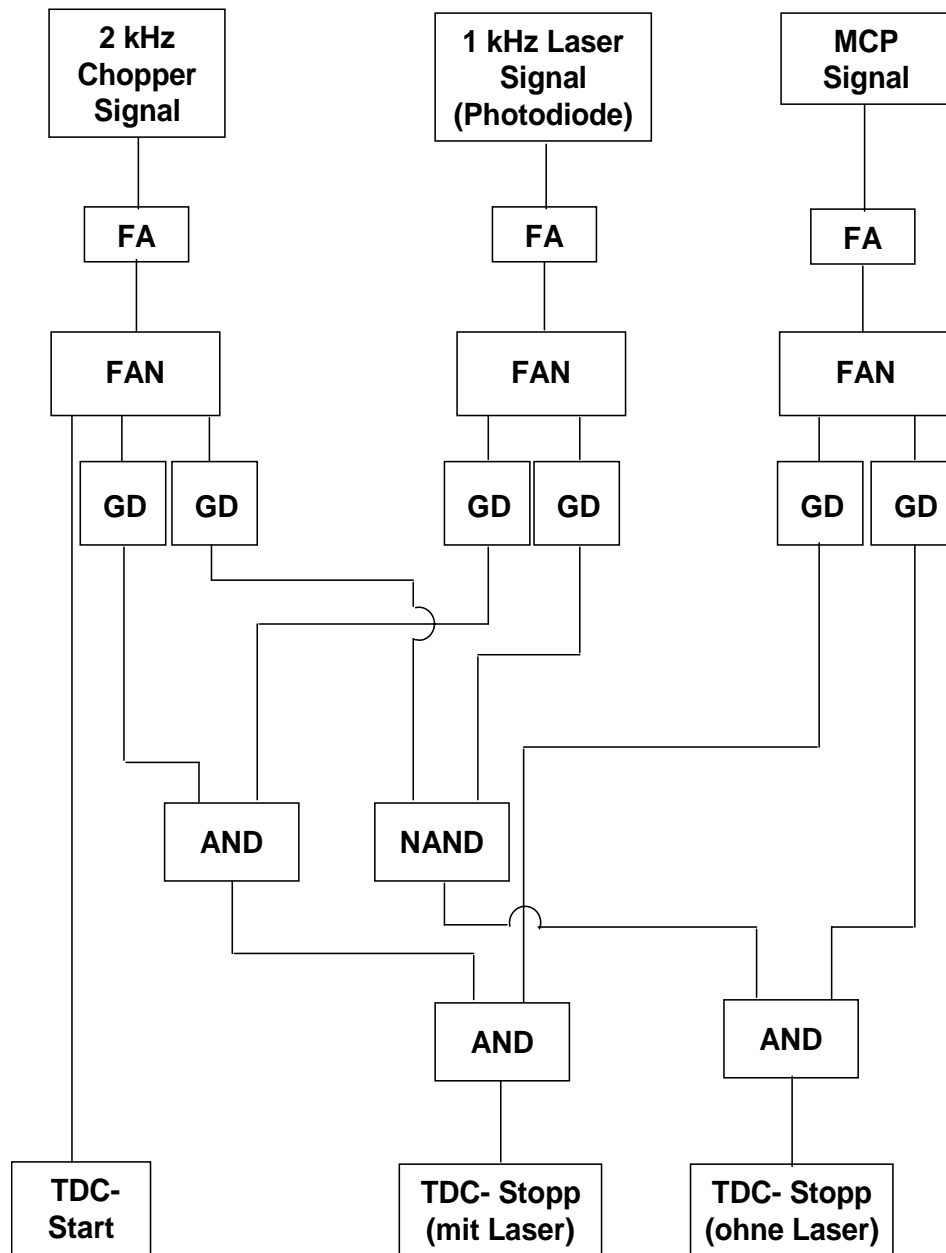 2 kHz
Chopper
Signal
1 kHz Laser
Signal
(Photodiode)
MCP
Signal
FA
FA
FA
FAN
FAN
FAN
GD
GD
GD
GD
GD
GD
AND
NAND
AND
AND
TDC-
Start
TDC- Stopp
(mit Laser)
TDC- Stopp
(ohne Laser)